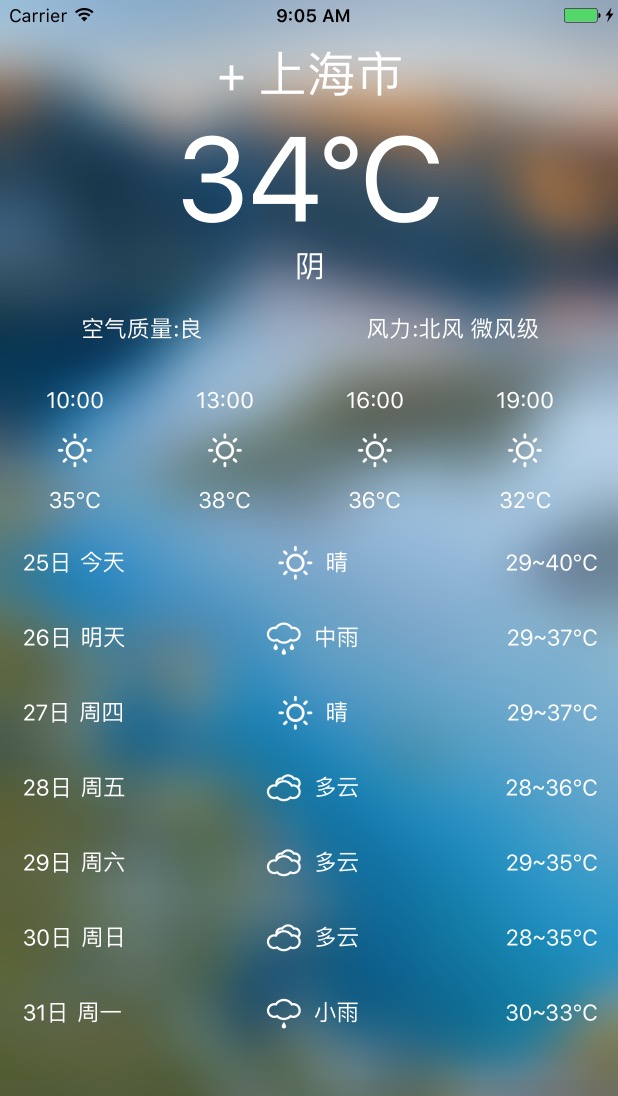 Carrier 9:05 AM
+ 上海市
34°C
阴
空气质量:良 风力:北风 微风级
10:00 13:00 16:00 19:00
35°C 38°C 36°C 32°C
25日 今天 晴 29~40°C
26日 明天 中雨 29~37°C
27日 周四 晴 29~37°C
28日 周五 多云 28~36°C
29日 周六 多云 29~35°C
30日 周日 多云 28~35°C
31日 周一 小雨 30~33°C